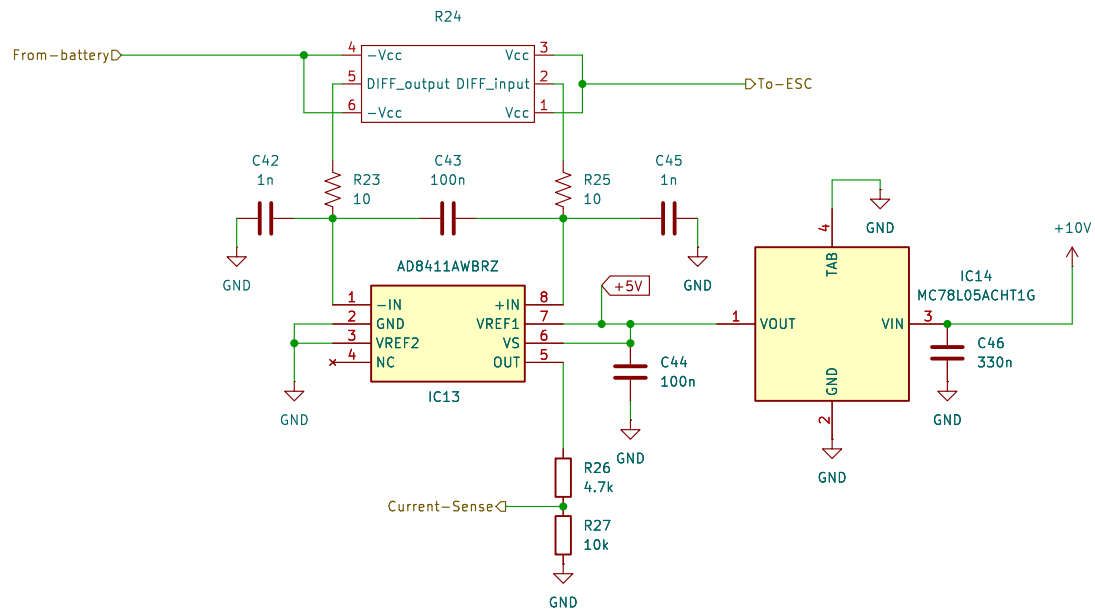 R24
From-battery
To-ESC
4
-Vcc
Vcc
3
5
DIFF_output
DIFF_input
2
6
-Vcc
Vcc
1
C42
1n
C43
100n
C45
1n
R23
10
R25
10
GND
GND
GND
+10V
4
TAB
AD8411AWBRZ
1
-IN
+IN
8
2
GND
VREF1
7
3
VREF2
VS
6
4
NC
OUT
5
IC13
GND
+5V
C44
100n
GND
1
VOUT
VIN
3
GND
2
GND
IC14
MC78L05ACHT1G
C46
330n
GND
R26
4.7k
Current-Sense
R27
10k
GND